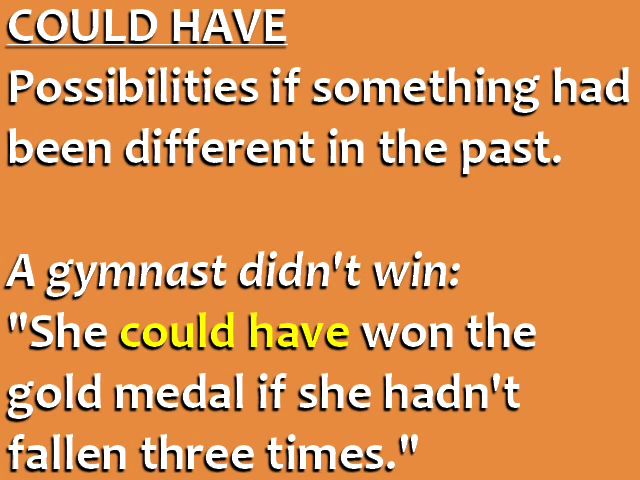 COULD HAVE
Possibilities if something had
been different in the past.
A gymnast didn't win:
"She could have won the
gold medal if she hadn't
fallen three times."